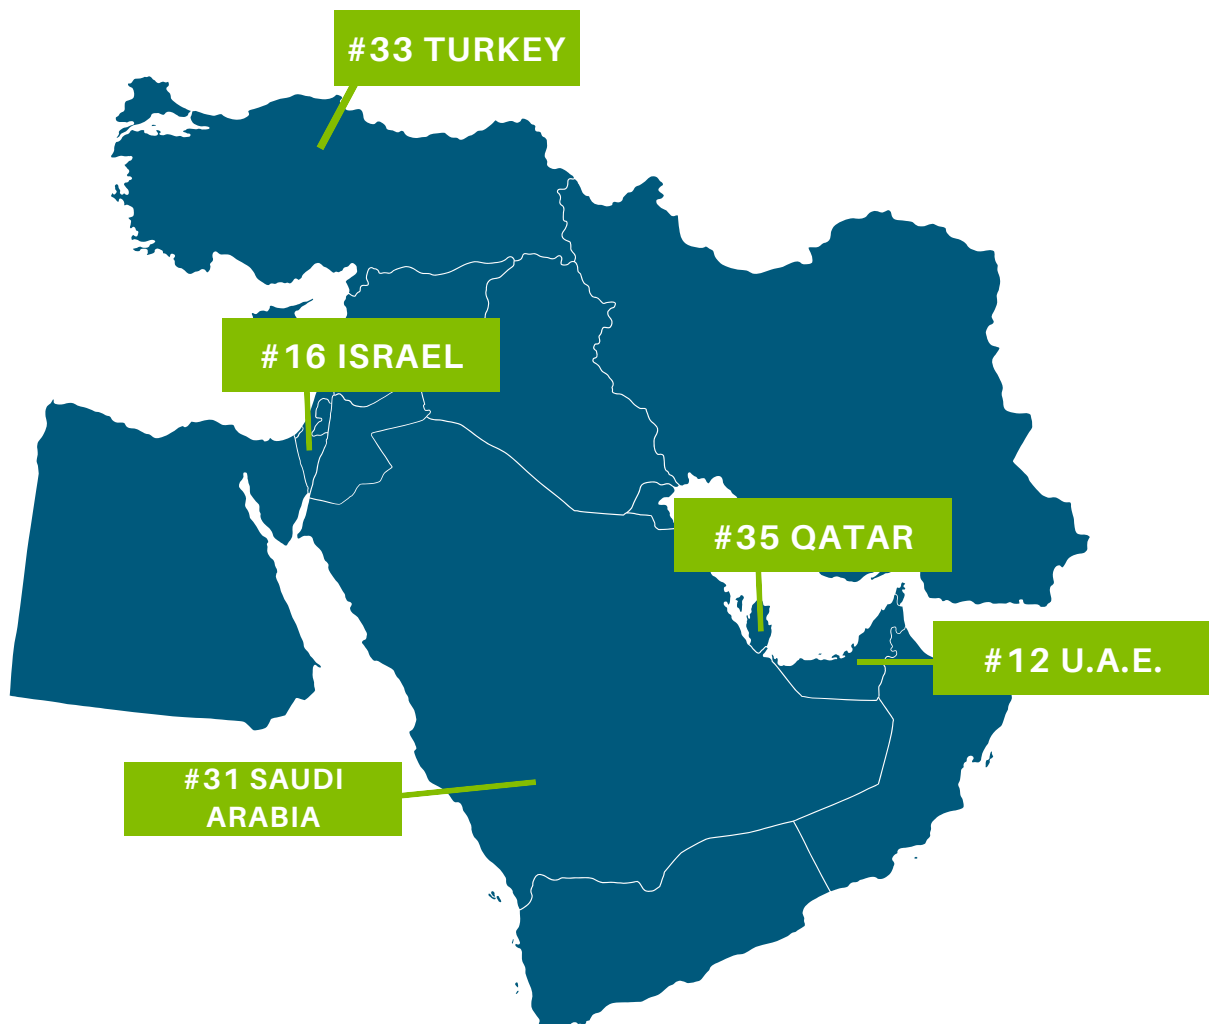 #33 TURKEY
#16 ISRAEL
#35 QATAR
#12 U.A.E.
#31 SAUDI
ARABIA